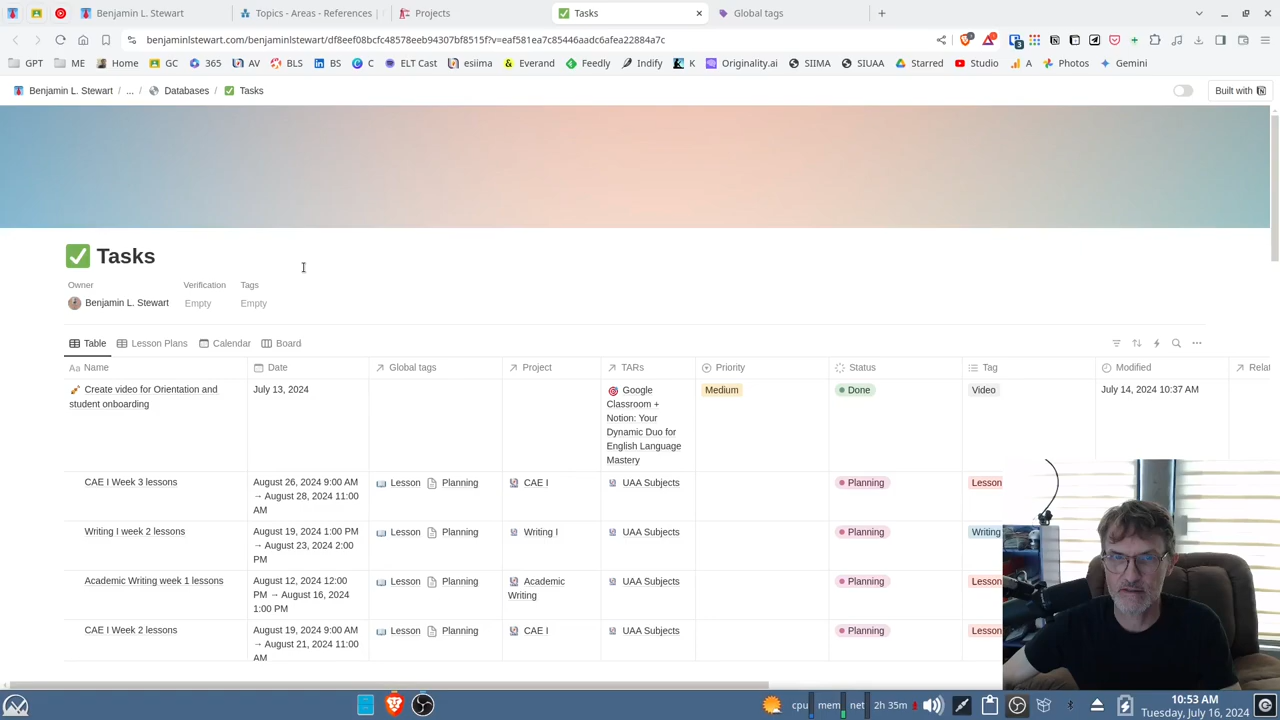 Benjamin L. Stewart
Topics - Areas - References |
Projects
Tasks
Global tags
benjaminlstewart.com/benjaminlstewart/df8eef08bcfc48578eeb94307bf8515f?v=eaf581ea7c85446aadc6afea22884a7c
GPT ME Home GC 365 AV BLS BS C ELT Cast esiima Everand Feedly Indify K Originality.ai SIIMA SIUAA Starred Studio A Photos Gemini
Benjamin L. Stewart / ... / Databases / Tasks
Built with
Tasks
Owner Verification Tags
Benjamin L. Stewart Empty Empty
Table Lesson Plans Calendar Board
Aa Name Date Global tags Project TARs Priority Status Tag Modified Relat
Create video for Orientation and student onboarding
July 13, 2024
Google
Classroom +
Notion: Your
Dynamic Duo for
English Language
Mastery
Medium
Done
Video
July 14, 2024 10:37 AM
CAE I Week 3 lessons
August 26, 2024 9:00 AM
→ August 28, 2024 11:00
AM
Lesson Planning
CAE I
UAA Subjects
Planning
Lesson
Writing I week 2 lessons
August 19, 2024 1:00 PM
→ August 23, 2024 2:00
PM
Lesson Planning
Writing I
UAA Subjects
Planning
Writing
Academic Writing week 1 lessons
August 12, 2024 12:00
PM → August 16, 2024
1:00 PM
Lesson Planning
Academic
Writing
UAA Subjects
Planning
Lesson
CAE I Week 2 lessons
August 19, 2024 9:00 AM
→ August 21, 2024 11:00
AM
Lesson Planning
CAE I
UAA Subjects
Planning
Lesson
cpu mem net 2h 35m
10:53 AM
Tuesday, July 16, 2024